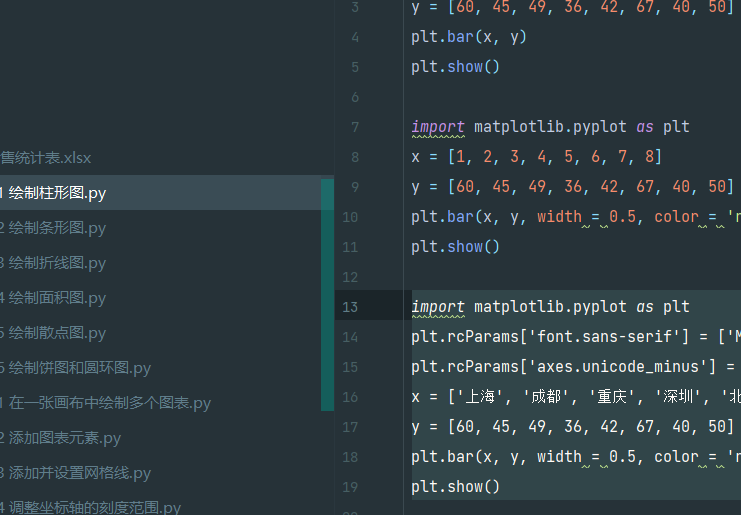 售统计表.xlsx
1 绘制柱形图.py
2 绘制条形图.py
3 绘制折线图.py
4 绘制面积图.py
5 绘制散点图.py
6 绘制饼图和圆环图.py
1 在一张画布中绘制多个图表.py
2 添加图表元素.py
3 添加并设置网格线.py
4 调整坐标轴的刻度范围.py
3 y = [60, 45, 49, 36, 42, 67, 40, 50]
4 plt.bar(x, y)
5 plt.show()
6
7 import matplotlib.pyplot as plt
8 x = [1, 2, 3, 4, 5, 6, 7, 8]
9 y = [60, 45, 49, 36, 42, 67, 40, 50]
10 plt.bar(x, y, width = 0.5, color = 'r
11 plt.show()
12
13 import matplotlib.pyplot as plt
14 plt.rcParams['font.sans-serif'] = ['M
15 plt.rcParams['axes.unicode_minus'] =
16 x = ['上海', '成都', '重庆', '深圳', '北
17 y = [60, 45, 49, 36, 42, 67, 40, 50]
18 plt.bar(x, y, width = 0.5, color = 'r
19 plt.show()